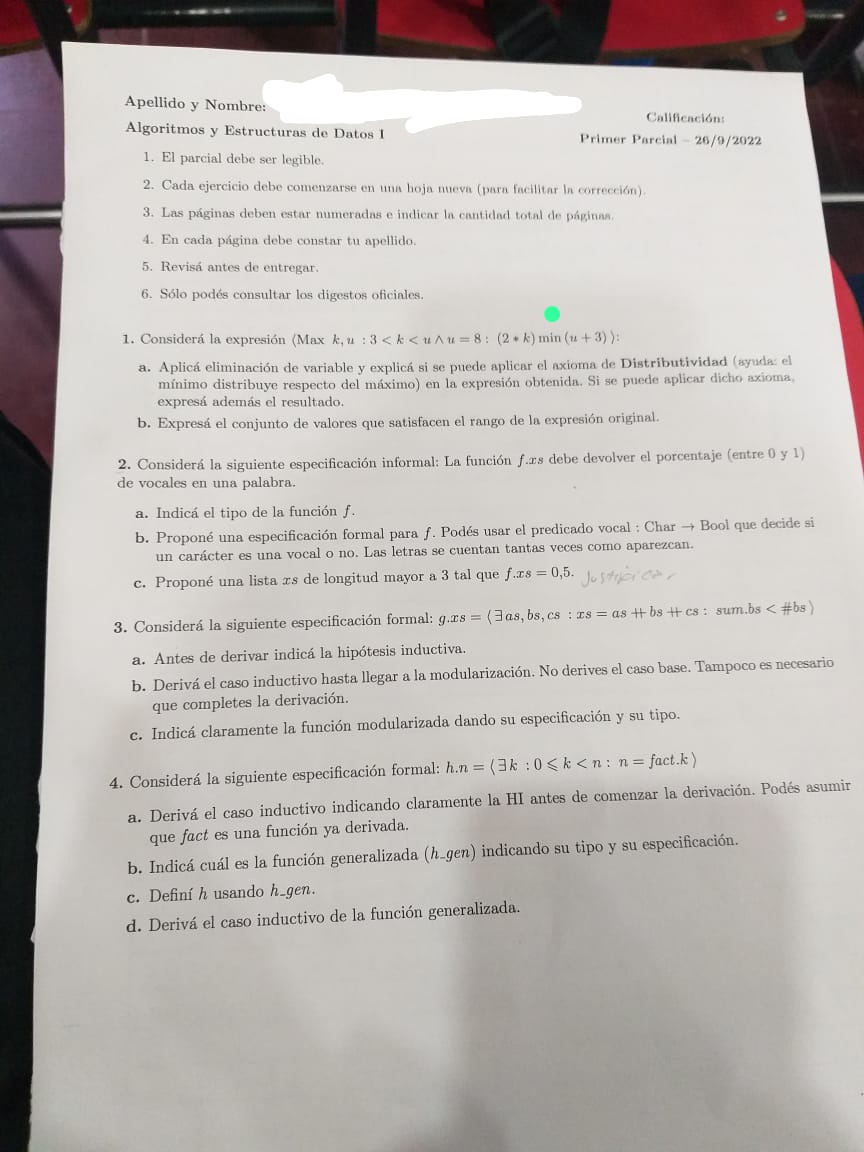 Apellido y Nombre:
Calificación:
Algoritmos y Estructuras de Datos I
Primer Parcial – 26/9/2022
1. El parcial debe ser legible.
2. Cada ejercicio debe comenzarse en una hoja nueva (para facilitar la corrección).
3. Las páginas deben estar numeradas e indicar la cantidad total de páginas.
4. En cada página debe constar tu apellido.
5. Revisá antes de entregar.
6. Sólo podés consultar los digestos oficiales.
1. Considerá la expresión ⟨Max k, u : 3 < k < u ∧ u = 8 : (2 * k) min (u + 3) ⟩:
a. Aplicá eliminación de variable y explicá si se puede aplicar el axioma de Distributividad (ayuda: el
mínimo distribuye respecto del máximo) en la expresión obtenida. Si se puede aplicar dicho axioma,
expresá además el resultado.
b. Expresá el conjunto de valores que satisfacen el rango de la expresión original.
2. Considerá la siguiente especificación informal: La función f.xs debe devolver el porcentaje (entre 0 y 1)
de vocales en una palabra.
a. Indicá el tipo de la función f.
b. Proponé una especificación formal para f. Podés usar el predicado vocal : Char → Bool que decide si
un carácter es una vocal o no. Las letras se cuentan tantas veces como aparezcan.
c. Proponé una lista xs de longitud mayor a 3 tal que f.xs = 0,5. Justificar
3. Considerá la siguiente especificación formal: g.xs = ⟨ ∃ as, bs, cs : xs = as ++ bs ++ cs : sum.bs < #bs ⟩
a. Antes de derivar indicá la hipótesis inductiva.
b. Derivá el caso inductivo hasta llegar a la modularización. No derives el caso base. Tampoco es necesario
que completes la derivación.
c. Indicá claramente la función modularizada dando su especificación y su tipo.
4. Considerá la siguiente especificación formal: h.n = ⟨ ∃ k : 0 ⩽ k < n : n = fact.k ⟩
a. Derivá el caso inductivo indicando claramente la HI antes de comenzar la derivación. Podés asumir
que fact es una función ya derivada.
b. Indicá cuál es la función generalizada (h_gen) indicando su tipo y su especificación.
c. Definí h usando h_gen.
d. Derivá el caso inductivo de la función generalizada.